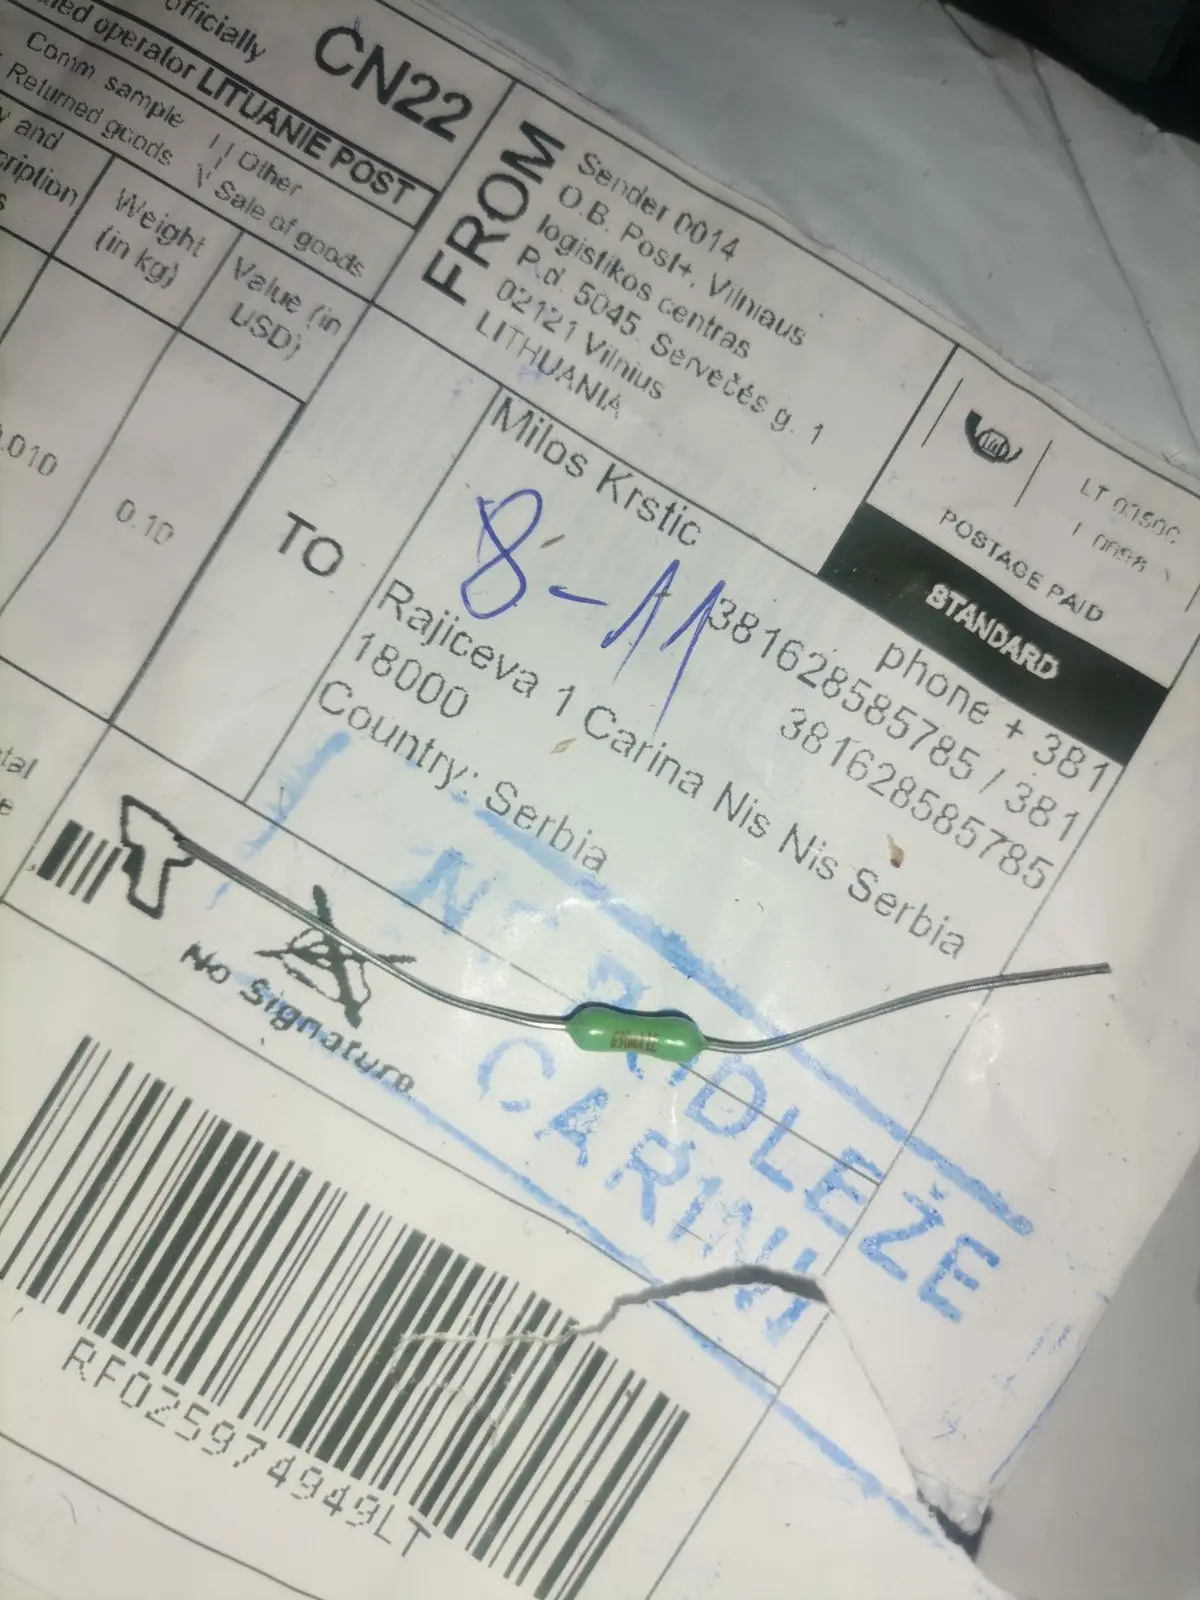 officially
CN22
operator LITUANIE POST
Comm. sample
Other
Returned goods
Sale of goods
and
Weight
(in kg)
Value (in
USD)
0.10
FROM
Sender 0014
O.B. Post+, Vilniaus
logistikos centras
P.d. 5045. Servečės g. 1
02121 Vilnius
LITHUANIA
POSTAGE PAID
STANDARD
TO
Milos Krstic
8-11
phone + 381
381628585785 / 381
381628585785
Rajiceva 1 Carina Nis Nis Serbia
18000
Country: Serbia
No Signature
NE PODLEŽE
CARINI
RF025974949LT